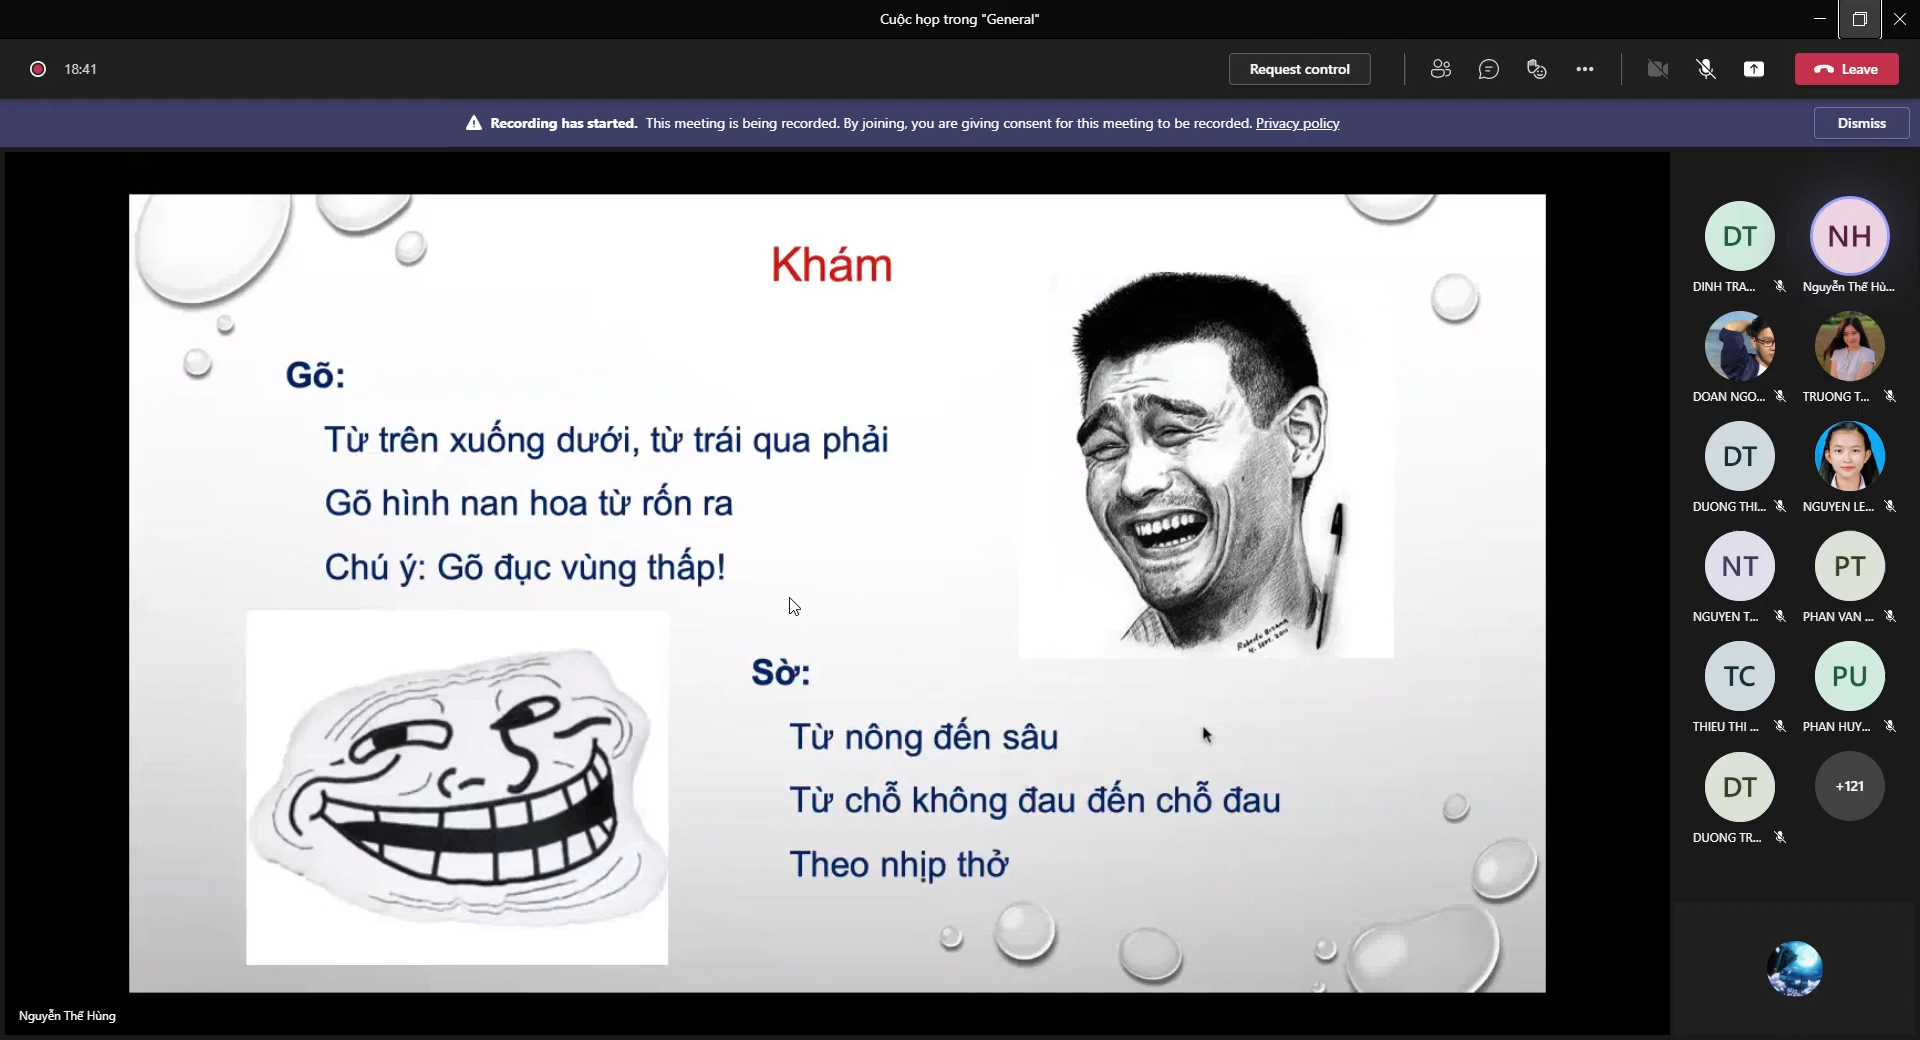 Cuộc họp trong "General"
18:41
Request control
Leave
Recording has started. This meeting is being recorded. By joining, you are giving consent for this meeting to be recorded. Privacy policy
Dismiss
Khám
Gõ:
Từ trên xuống dưới, từ trái qua phải
Gõ hình nan hoa từ rốn ra
Chú ý: Gõ đục vùng thấp!
Sờ:
Từ nông đến sâu
Từ chỗ không đau đến chỗ đau
Theo nhịp thở
Nguyễn Thế Hùng
DT
NH
DINH TRA...
Nguyễn Thế Hù...
DOAN NGO...
TRUONG T...
DT
DUONG THI...
NGUYEN LE...
NT
PT
NGUYEN T...
PHAN VAN ...
TC
PU
THIEU THI ...
PHAN HUY...
DT
+121
DUONG TR...